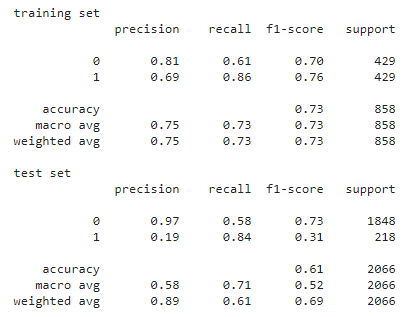 training set
precision recall f1-score support
0 0.81 0.61 0.70 429
1 0.69 0.86 0.76 429
accuracy 0.73 858
macro avg 0.75 0.73 0.73 858
weighted avg 0.75 0.73 0.73 858
test set
precision recall f1-score support
0 0.97 0.58 0.73 1848
1 0.19 0.84 0.31 218
accuracy 0.61 2066
macro avg 0.58 0.71 0.52 2066
weighted avg 0.89 0.61 0.69 2066